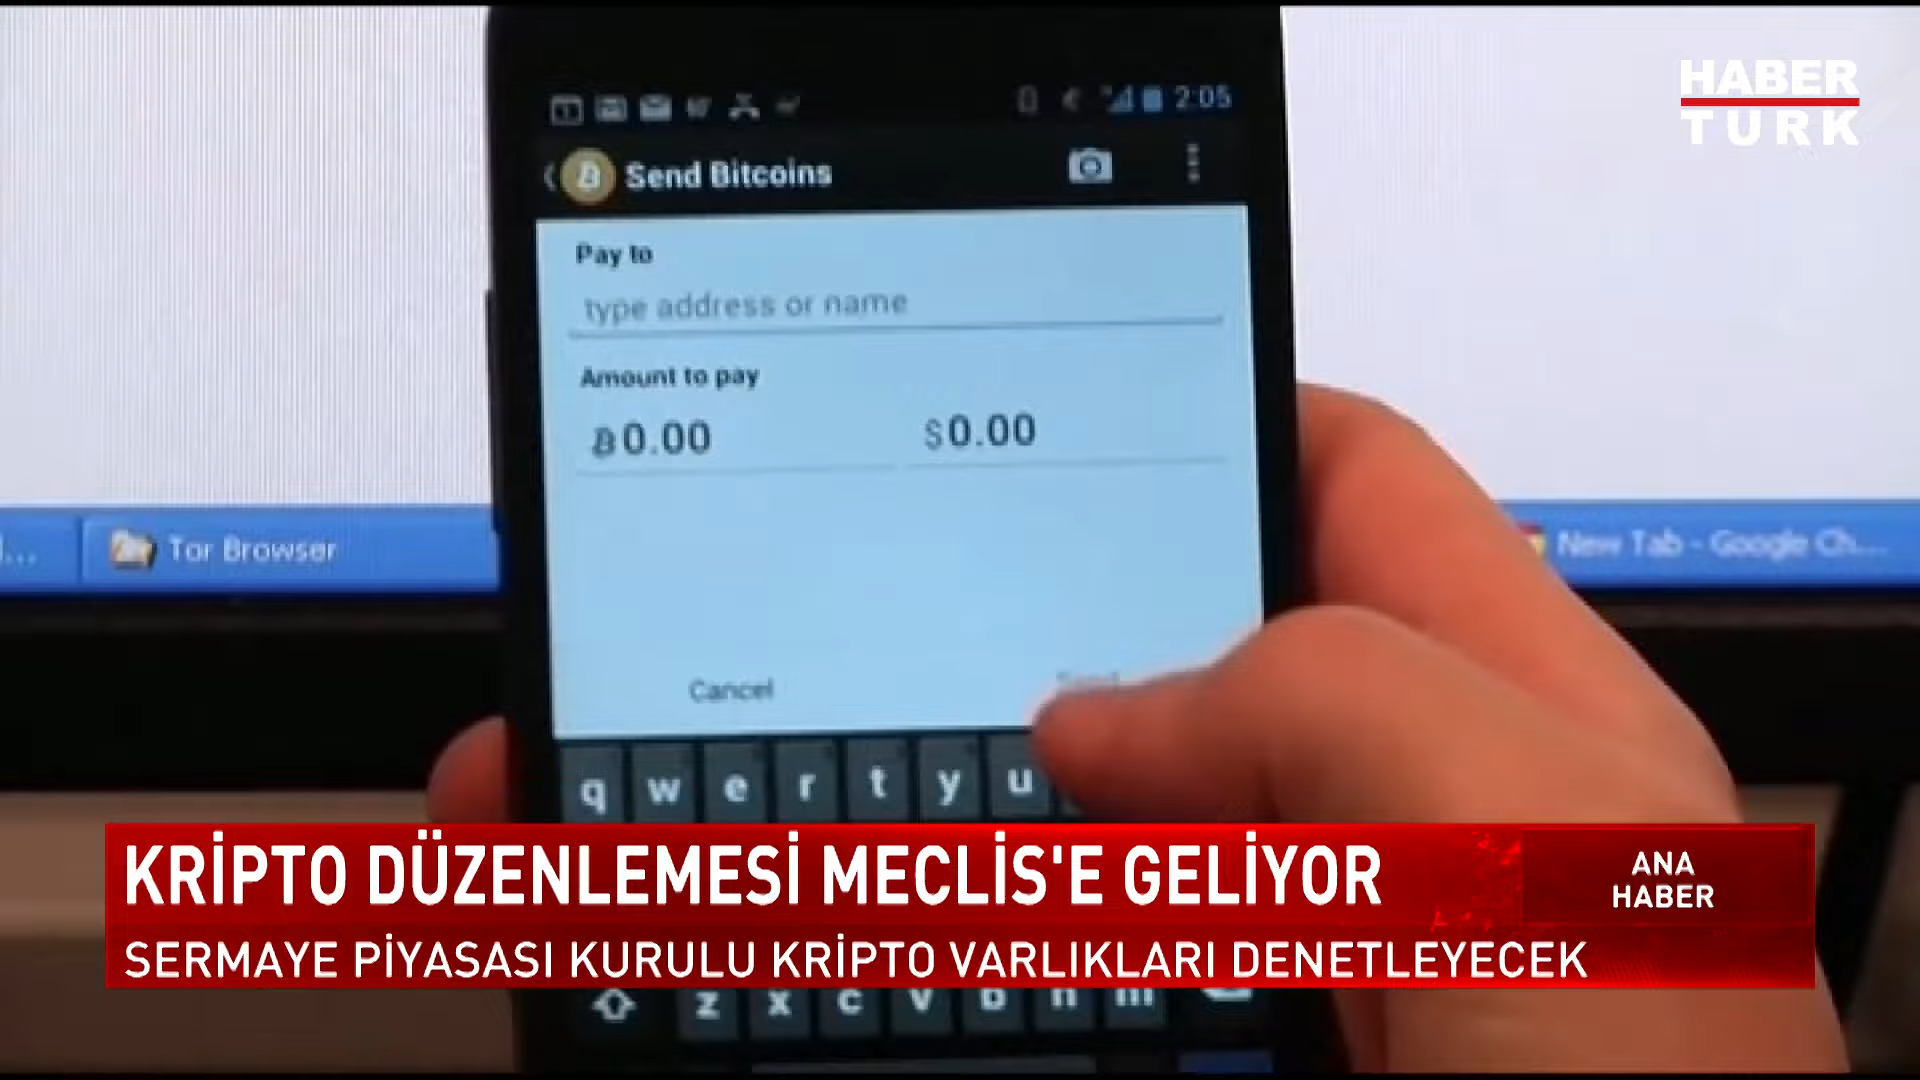 HABER
TURK
2:05
Send Bitcoins
Pay to
type address or name
Amount to pay
฿0.00 $0.00
Tor Browser
New Tab - Google Ch...
Cancel
q w e r t y u
KRİPTO DÜZENLEMESİ MECLİS'E GELİYOR
ANA
HABER
SERMAYE PİYASASI KURULU KRİPTO VARLIKLARI DENETLEYECEK
z x c v b n m